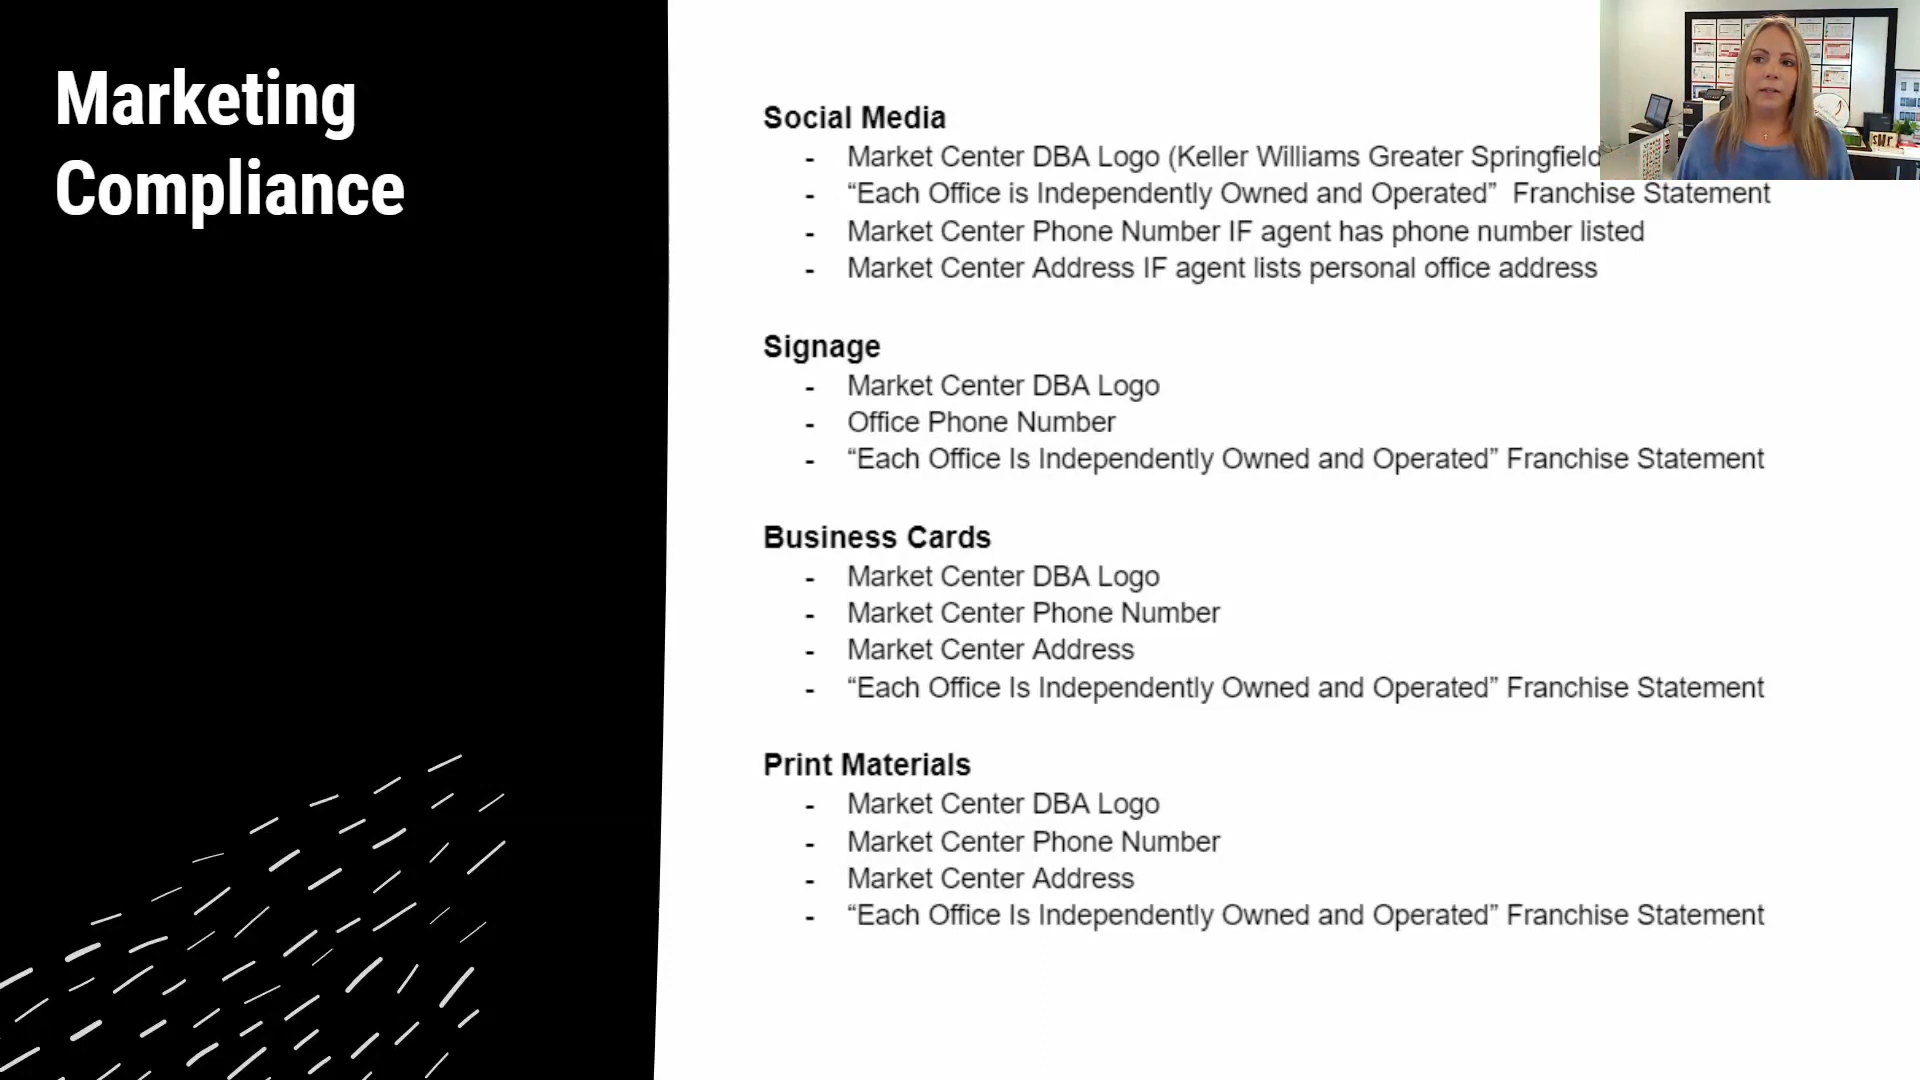 Marketing
Compliance
Social Media
- Market Center DBA Logo (Keller Williams Greater Springfield
- “Each Office is Independently Owned and Operated”  Franchise Statement
- Market Center Phone Number IF agent has phone number listed
- Market Center Address IF agent lists personal office address
Signage
- Market Center DBA Logo
- Office Phone Number
- “Each Office Is Independently Owned and Operated” Franchise Statement
Business Cards
- Market Center DBA Logo
- Market Center Phone Number
- Market Center Address
- “Each Office Is Independently Owned and Operated” Franchise Statement
Print Materials
- Market Center DBA Logo
- Market Center Phone Number
- Market Center Address
- “Each Office Is Independently Owned and Operated” Franchise Statement